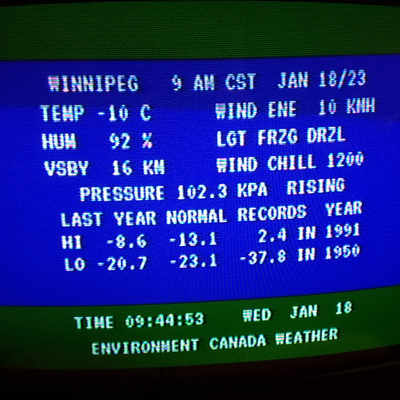 WINNIPEG 9 AM CST JAN 18/23
TEMP -10 C WIND ENE 10 KMH
HUM 92 % LGT FRZG DRZL
VSBY 16 KM WIND CHILL 1200
PRESSURE 102.3 KPA RISING
LAST YEAR NORMAL RECORDS YEAR
HI -8.6 -13.1 2.4 IN 1991
LO -20.7 -23.1 -37.8 IN 1950
TIME 09:44:53 WED JAN 18
ENVIRONMENT CANADA WEATHER